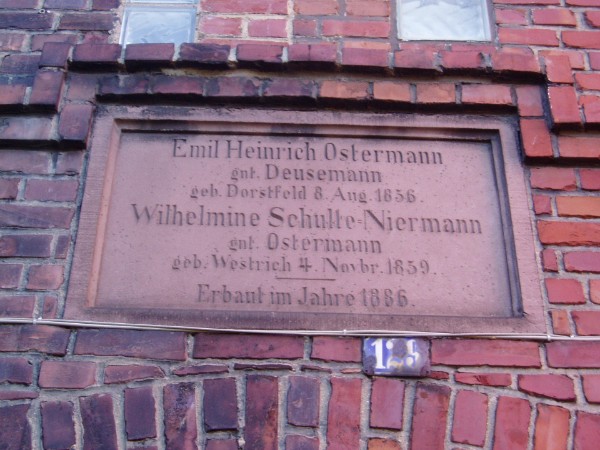 Emil Heinrich Ostermann
gnt. Deusemann
geb. Dorstfeld 8. Aug. 1856.
Wilhelmine Schulte-Niermann
gnt. Ostermann
geb. Westrich 4. Novbr. 1859.
Erbaut im Jahre 1886.
123